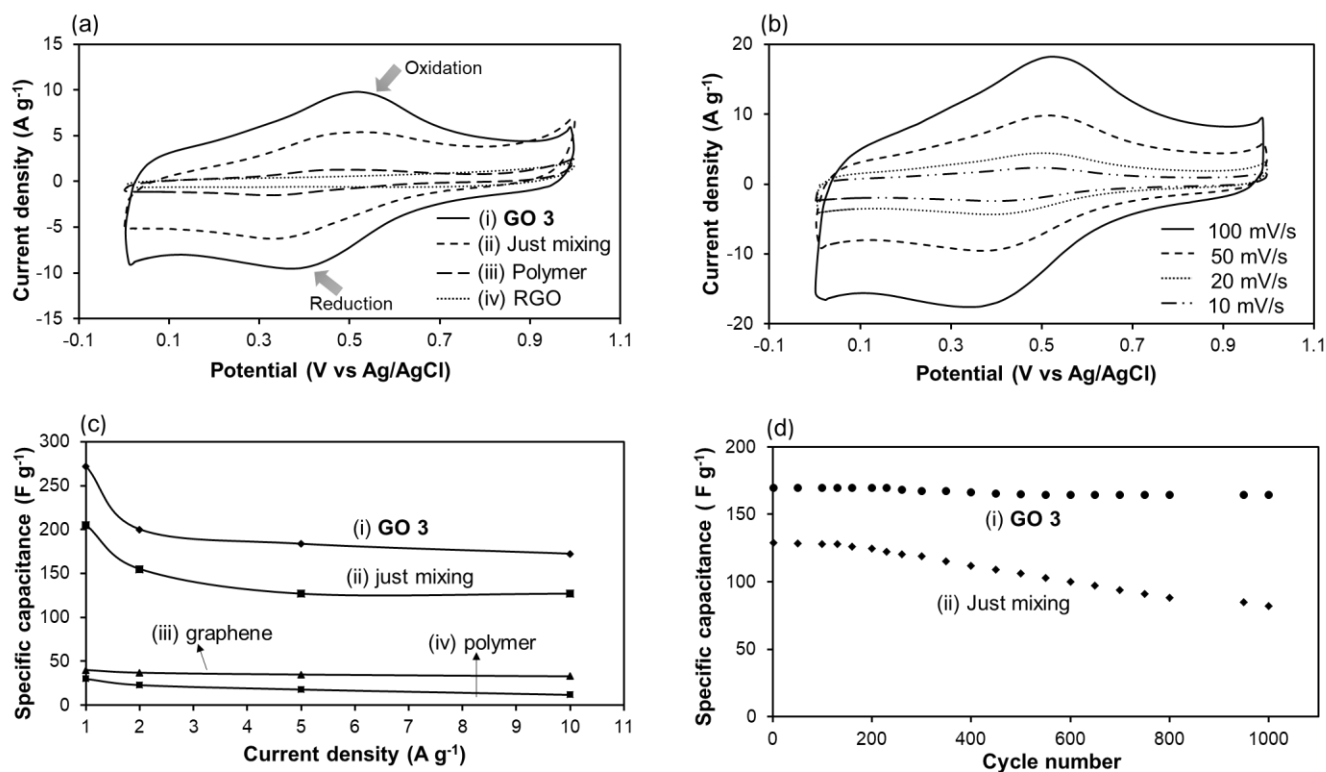 (a)
Current density (A g⁻¹)
15
10
5
0
-5
-10
-15
-0.1 0.1 0.3 0.5 0.7 0.9 1.1
Potential (V vs Ag/AgCl)
Oxidation
Reduction
(i) GO 3
(ii) Just mixing
(iii) Polymer
(iv) RGO
(b)
Current density (A g⁻¹)
20
10
0
-10
-20
-0.1 0.1 0.3 0.5 0.7 0.9 1.1
Potential (V vs Ag/AgCl)
100 mV/s
50 mV/s
20 mV/s
10 mV/s
(c)
Specific capacitance (F g⁻¹)
300
250
200
150
100
50
0
1 2 3 4 5 6 7 8 9 10 11
Current density (A g⁻¹)
(i) GO 3
(ii) just mixing
(iii) graphene
(iv) polymer
(d)
Specific capacitance ( F g⁻¹)
200
150
100
50
0
0 200 400 600 800 1000
Cycle number
(i) GO 3
(ii) Just mixing